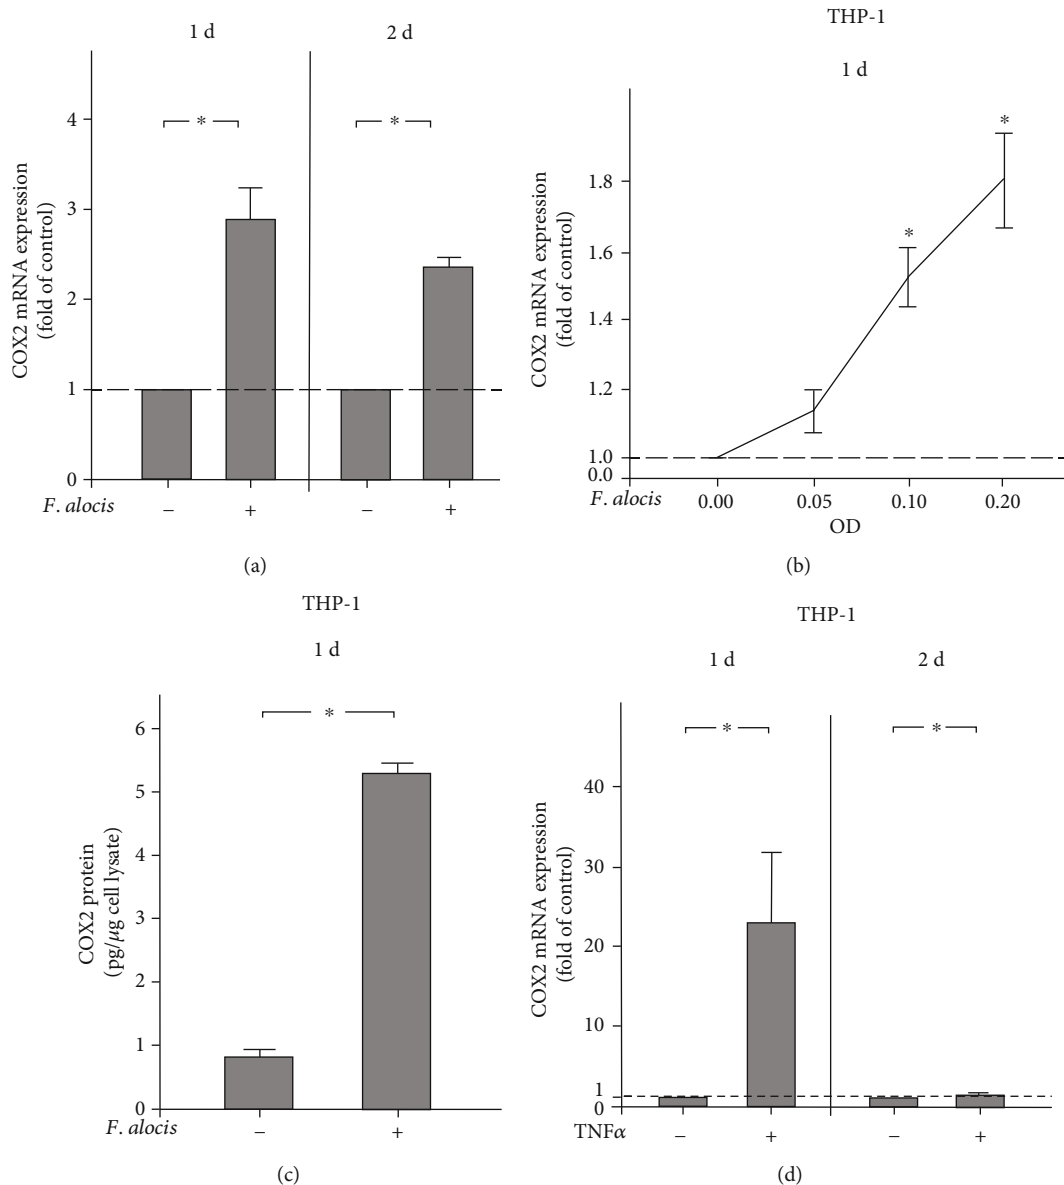 1 d 2 d
COX2 mRNA expression
(fold of control)
4
3
2
1
0
*
*
F. alocis − + − +
(a)
THP-1
1 d
COX2 mRNA expression
(fold of control)
1.8
1.6
1.4
1.2
1.0
0.0
*
*
F. alocis 0.00 0.05 0.10 0.20
OD
(b)
THP-1
1 d
COX2 protein
(pg/μg cell lysate)
6
5
4
3
2
1
0
*
F. alocis − +
(c)
THP-1
1 d 2 d
COX2 mRNA expression
(fold of control)
40
30
20
10
1
0
*
*
TNFα − + − +
(d)